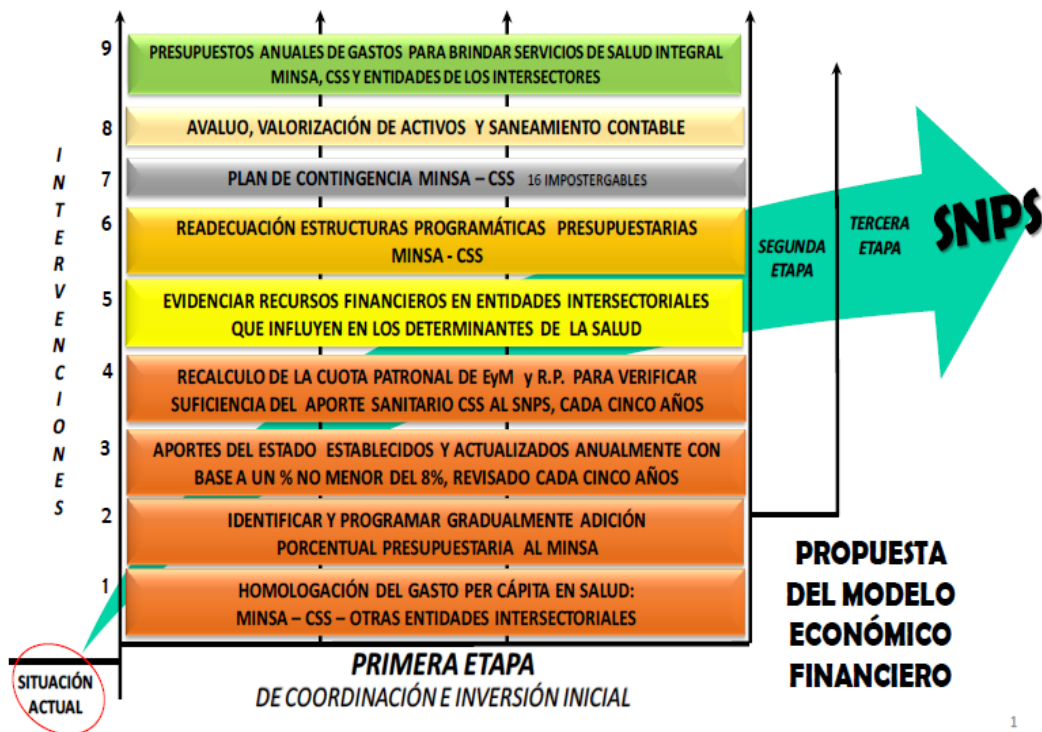 9
PRESUPUESTOS ANUALES DE GASTOS PARA BRINDAR SERVICIOS DE SALUD INTEGRAL
MINSA, CSS Y ENTIDADES DE LOS INTERSECTORES
8
AVALUO, VALORIZACIÓN DE ACTIVOS Y SANEAMIENTO CONTABLE
7
PLAN DE CONTINGENCIA MINSA – CSS 16 IMPOSTERGABLES
6
READECUACIÓN ESTRUCTURAS PROGRAMÁTICAS PRESUPUESTARIAS
MINSA - CSS
5
EVIDENCIAR RECURSOS FINANCIEROS EN ENTIDADES INTERSECTORIALES
QUE INFLUYEN EN LOS DETERMINANTES DE LA SALUD
4
RECALCULO DE LA CUOTA PATRONAL DE EyM y R.P. PARA VERIFICAR
SUFICIENCIA DEL APORTE SANITARIO CSS AL SNPS, CADA CINCO AÑOS
3
APORTES DEL ESTADO ESTABLECIDOS Y ACTUALIZADOS ANUALMENTE CON
BASE A UN % NO MENOR DEL 8%, REVISADO CADA CINCO AÑOS
2
IDENTIFICAR Y PROGRAMAR GRADUALMENTE ADICIÓN
PORCENTUAL PRESUPUESTARIA AL MINSA
1
HOMOLOGACIÓN DEL GASTO PER CÁPITA EN SALUD:
MINSA – CSS – OTRAS ENTIDADES INTERSECTORIALES
INTERVENCIONES
SITUACIÓN
ACTUAL
PRIMERA ETAPA
DE COORDINACIÓN E INVERSIÓN INICIAL
SEGUNDA
ETAPA
TERCERA
ETAPA
SNPS
PROPUESTA
DEL MODELO
ECONÓMICO
FINANCIERO
1